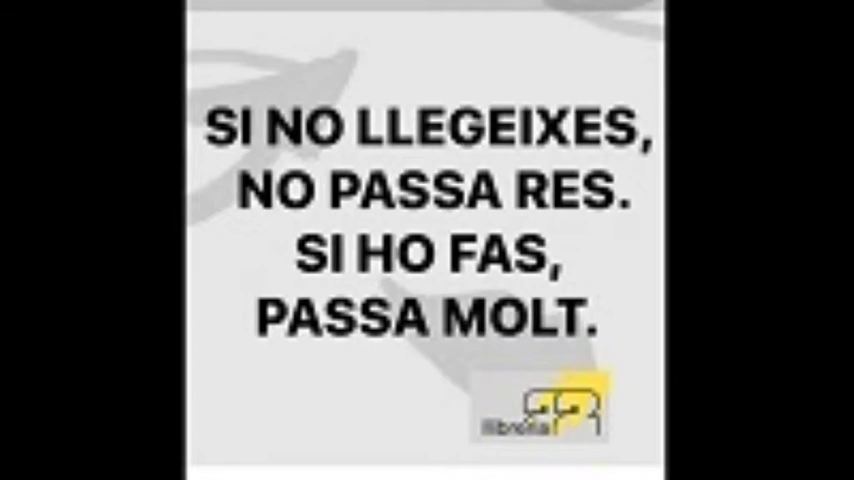 SI NO LLEGEIXES,
NO PASSA RES.
SI HO FAS,
PASSA MOLT.
llibreria